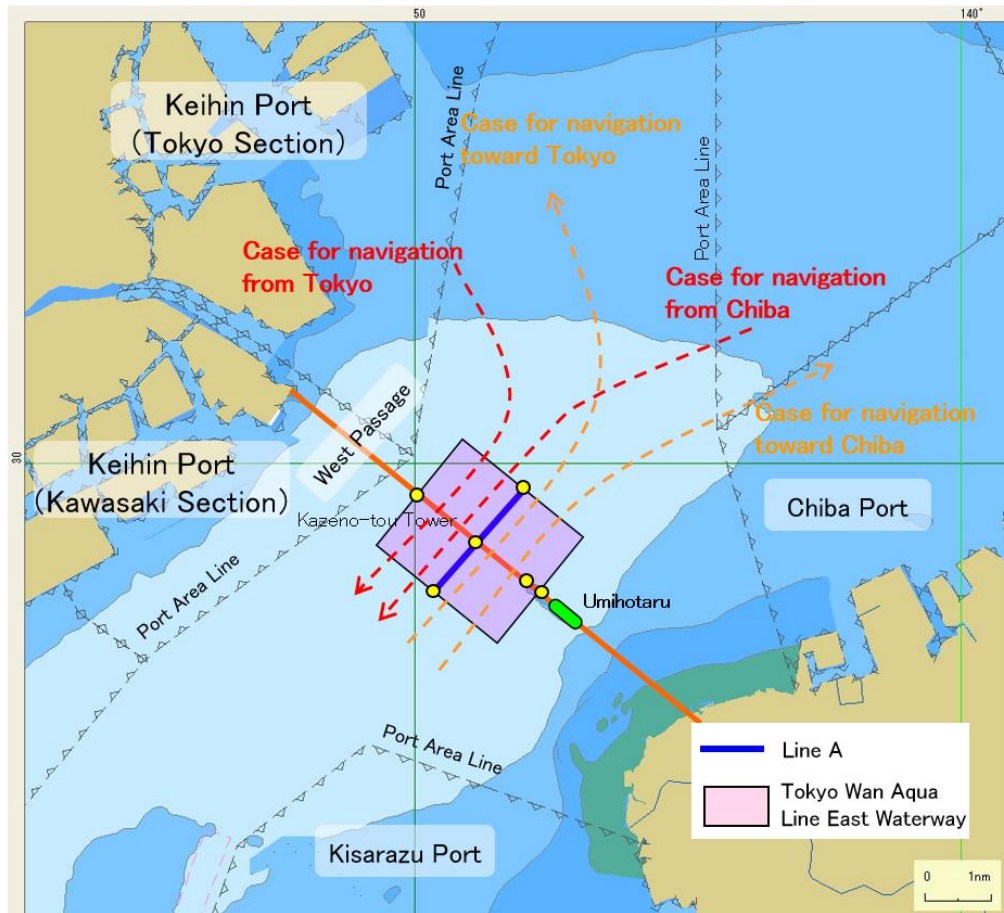 50
140°
Keihin Port
(Tokyo Section)
Port Area Line
Case for navigation
toward Tokyo
Port Area Line
Case for navigation
from Tokyo
Case for navigation
from Chiba
West Passage
Case for navigation
toward Chiba
30
Keihin Port
(Kawasaki Section)
Kazeno-tou Tower
Chiba Port
Port Area Line
Umihotaru
Port Area Line
Line A
Tokyo Wan Aqua
Line East Waterway
Kisarazu Port
0 1nm